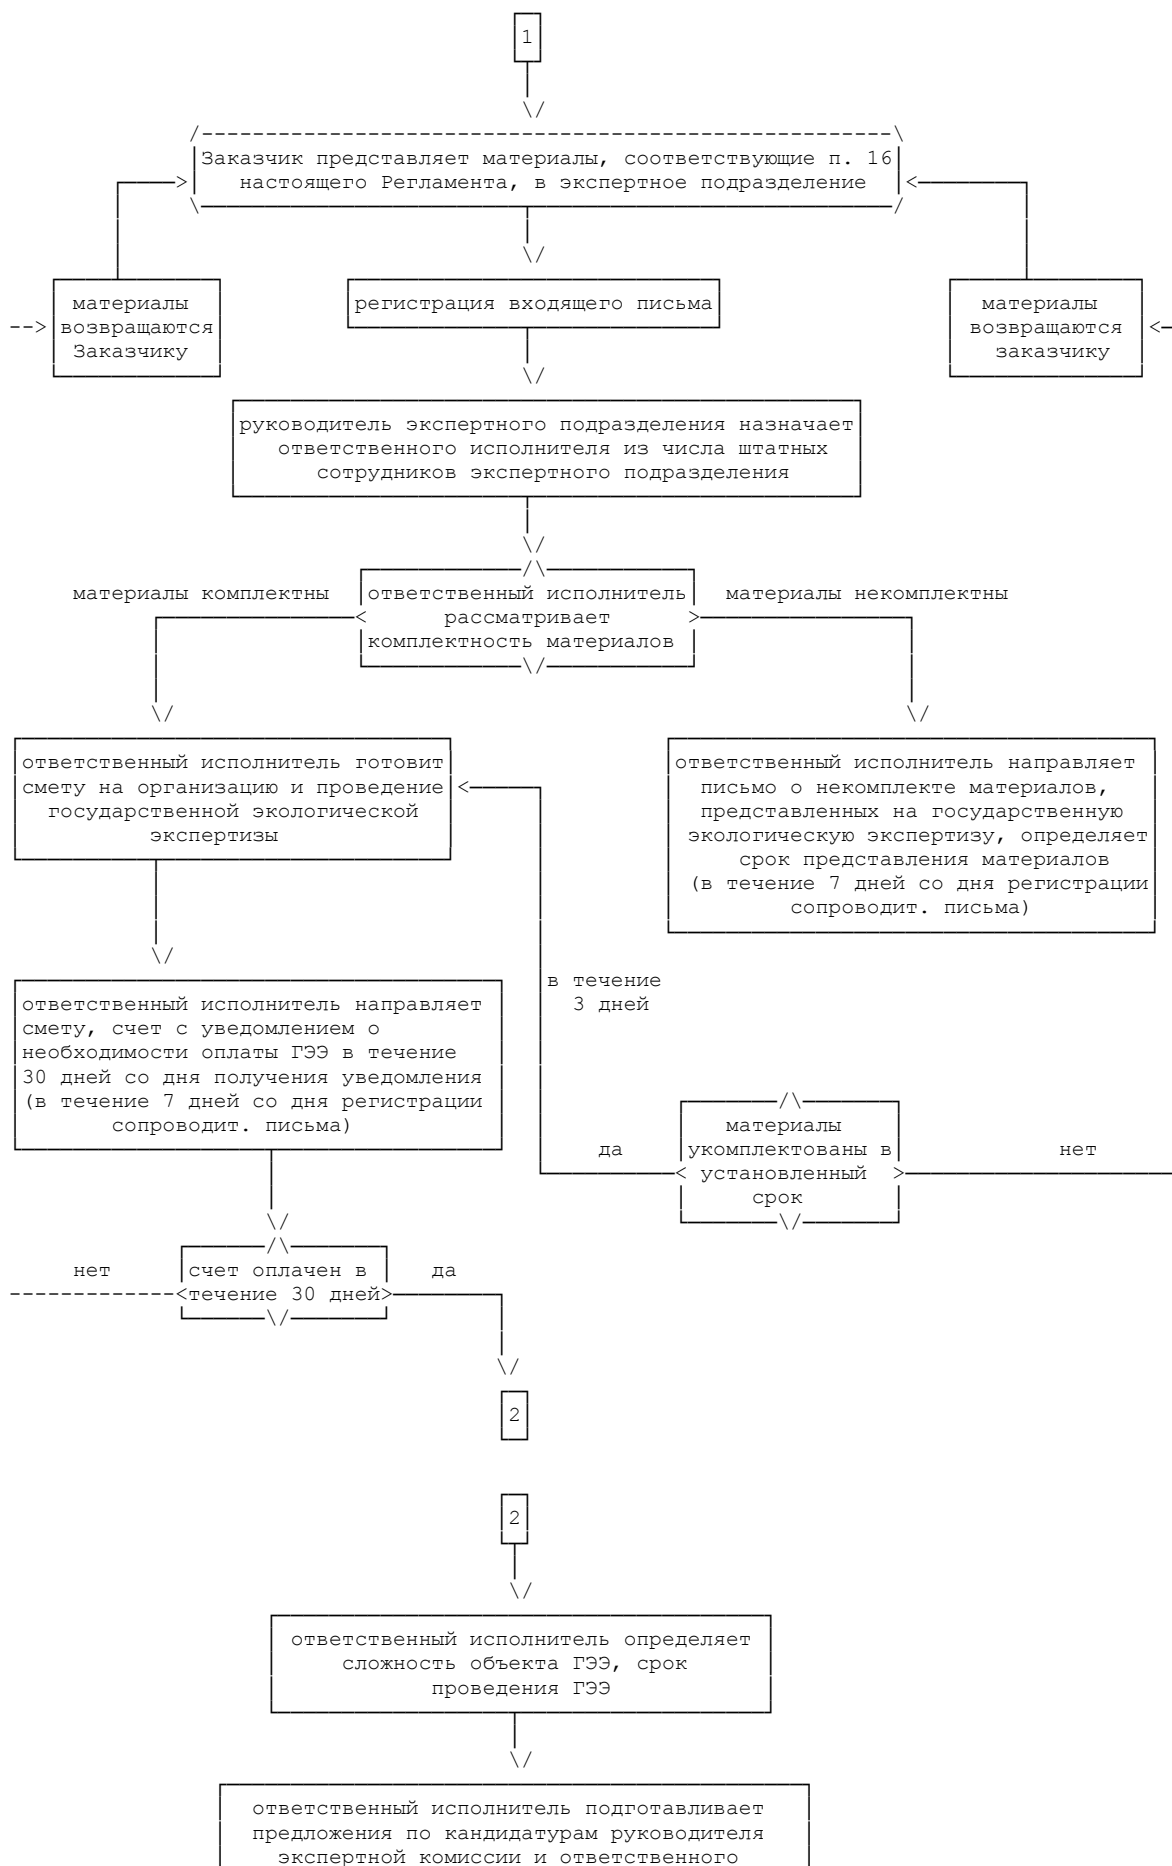 1
Заказчик представляет материалы, соответствующие п. 16
настоящего Регламента, в экспертное подразделение
материалы
возвращаются
Заказчику
регистрация входящего письма
материалы
возвращаются
заказчику
руководитель экспертного подразделения назначает
ответственного исполнителя из числа штатных
сотрудников экспертного подразделения
материалы комплектны
ответственный исполнитель
рассматривает
комплектность материалов
материалы некомплектны
ответственный исполнитель готовит
смету на организацию и проведение
государственной экологической
экспертизы
ответственный исполнитель направляет
письмо о некомплекте материалов,
представленных на государственную
экологическую экспертизу, определяет
срок представления материалов
(в течение 7 дней со дня регистрации
сопроводит. письма)
в течение
3 дней
ответственный исполнитель направляет
смету, счет с уведомлением о
необходимости оплаты ГЭЭ в течение
30 дней со дня получения уведомления
(в течение 7 дней со дня регистрации
сопроводит. письма)
да
материалы
укомплектованы в
установленный
срок
нет
нет
счет оплачен в
течение 30 дней
да
2
2
ответственный исполнитель определяет
сложность объекта ГЭЭ, срок
проведения ГЭЭ
ответственный исполнитель подготавливает
предложения по кандидатурам руководителя
экспертной комиссии и ответственного